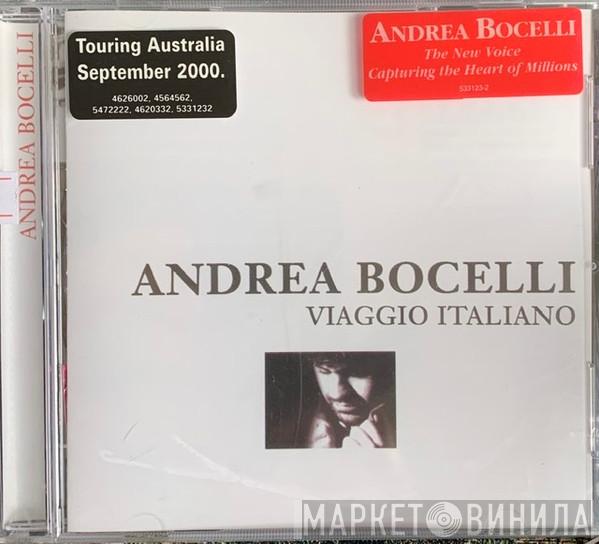 ANDREA BOCELLI
Touring Australia
September 2000.
4626002, 4564562,
5472222, 4620332, 5331232
ANDREA BOCELLI
The New Voice
Capturing the Heart of Millions
533123-2
ANDREA BOCELLI
VIAGGIO ITALIANO
МАРКЕТ ВИНИЛА